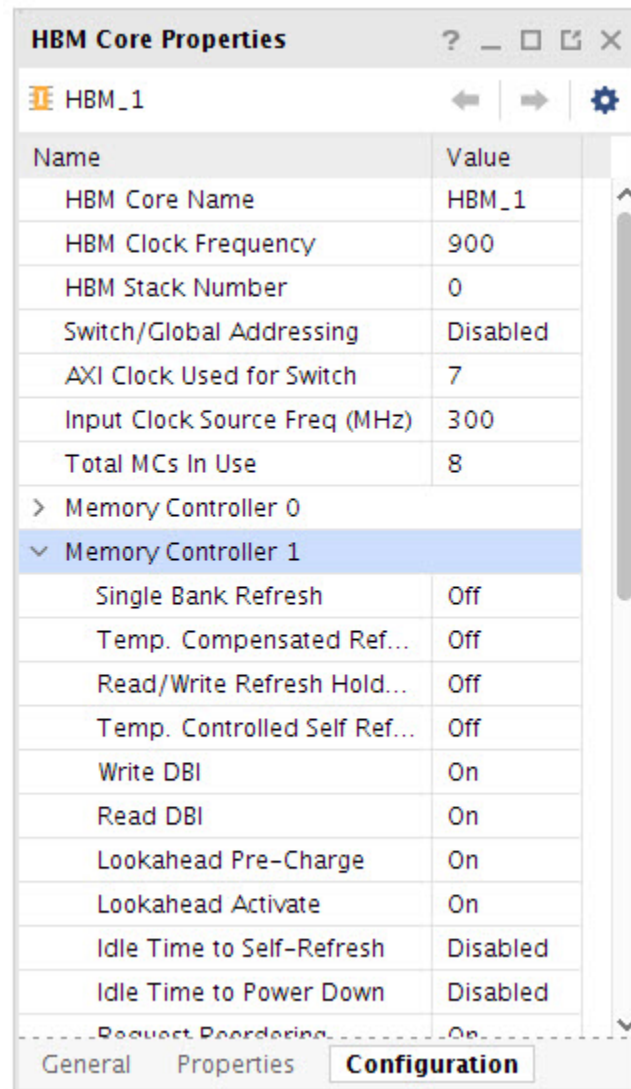 HBM Core Properties
HBM_1
Name Value
HBM Core Name HBM_1
HBM Clock Frequency 900
HBM Stack Number 0
Switch/Global Addressing Disabled
AXI Clock Used for Switch 7
Input Clock Source Freq (MHz) 300
Total MCs In Use 8
Memory Controller 0
Memory Controller 1
Single Bank Refresh Off
Temp. Compensated Ref... Off
Read/Write Refresh Hold... Off
Temp. Controlled Self Ref... Off
Write DBI On
Read DBI On
Lookahead Pre-Charge On
Lookahead Activate On
Idle Time to Self-Refresh Disabled
Idle Time to Power Down Disabled
Request Reordering On
General Properties Configuration